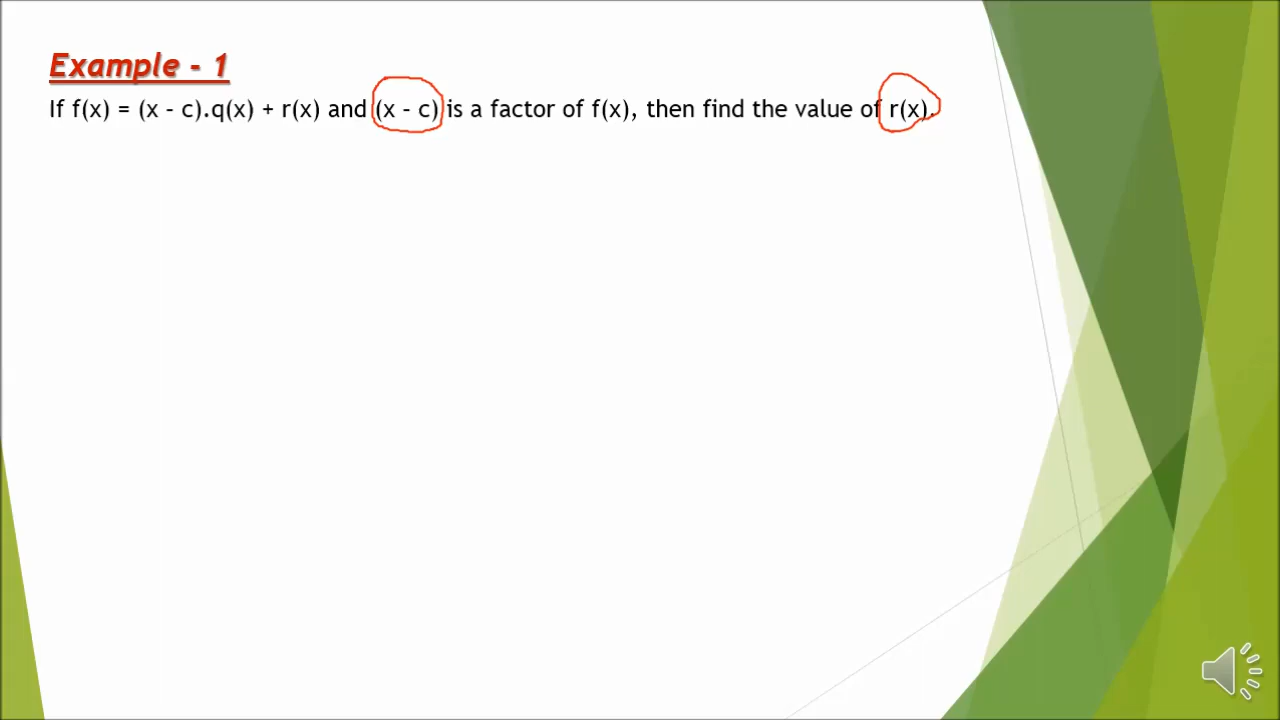 Example - 1
If f(x) = (x – c).q(x) + r(x) and (x – c) is a factor of f(x), then find the value of r(x).